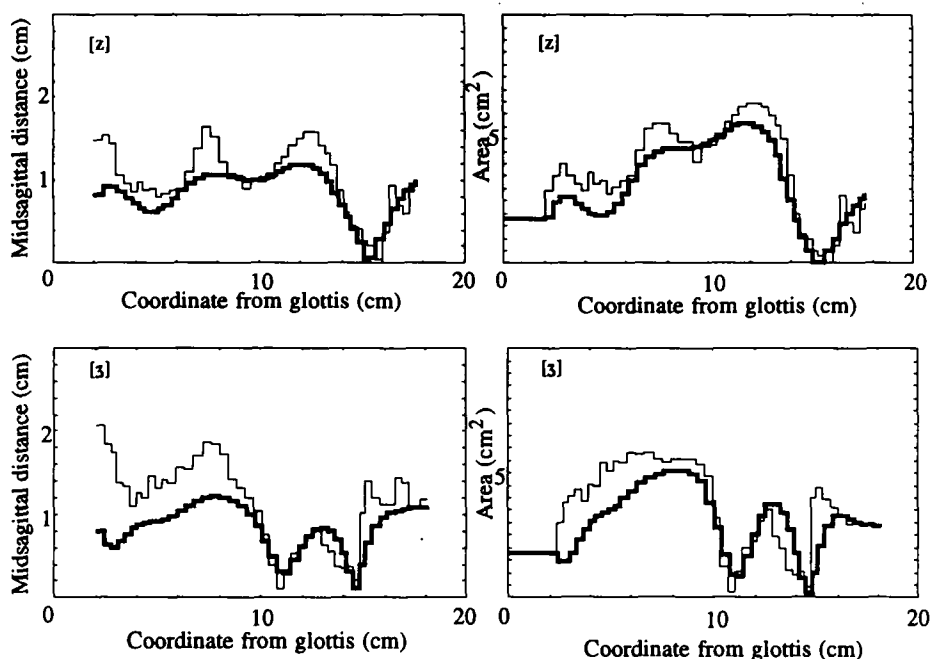 [z]
Midsagittal distance (cm)
2
1
0
10
20
Coordinate from glottis (cm)
[z]
Area (cm²)
5
0
10
20
Coordinate from glottis (cm)
[ʒ]
Midsagittal distance (cm)
2
1
0
10
20
Coordinate from glottis (cm)
[ʒ]
Area (cm²)
5
0
10
20
Coordinate from glottis (cm)